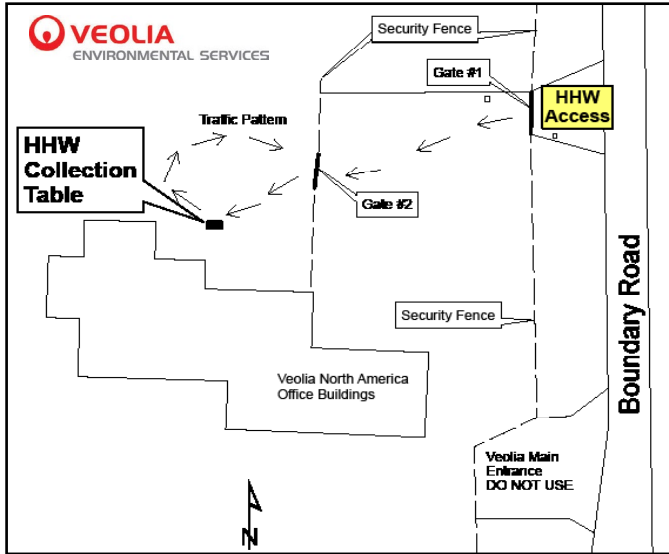 VEOLIA
ENVIRONMENTAL SERVICES
Security Fence
Gate #1
HHW
Access
Traffic Pattern
HHW
Collection
Table
Gate #2
Security Fence
Boundary Road
Veolia North America
Office Buildings
Veolia Main
Entrance
DO NOT USE
N